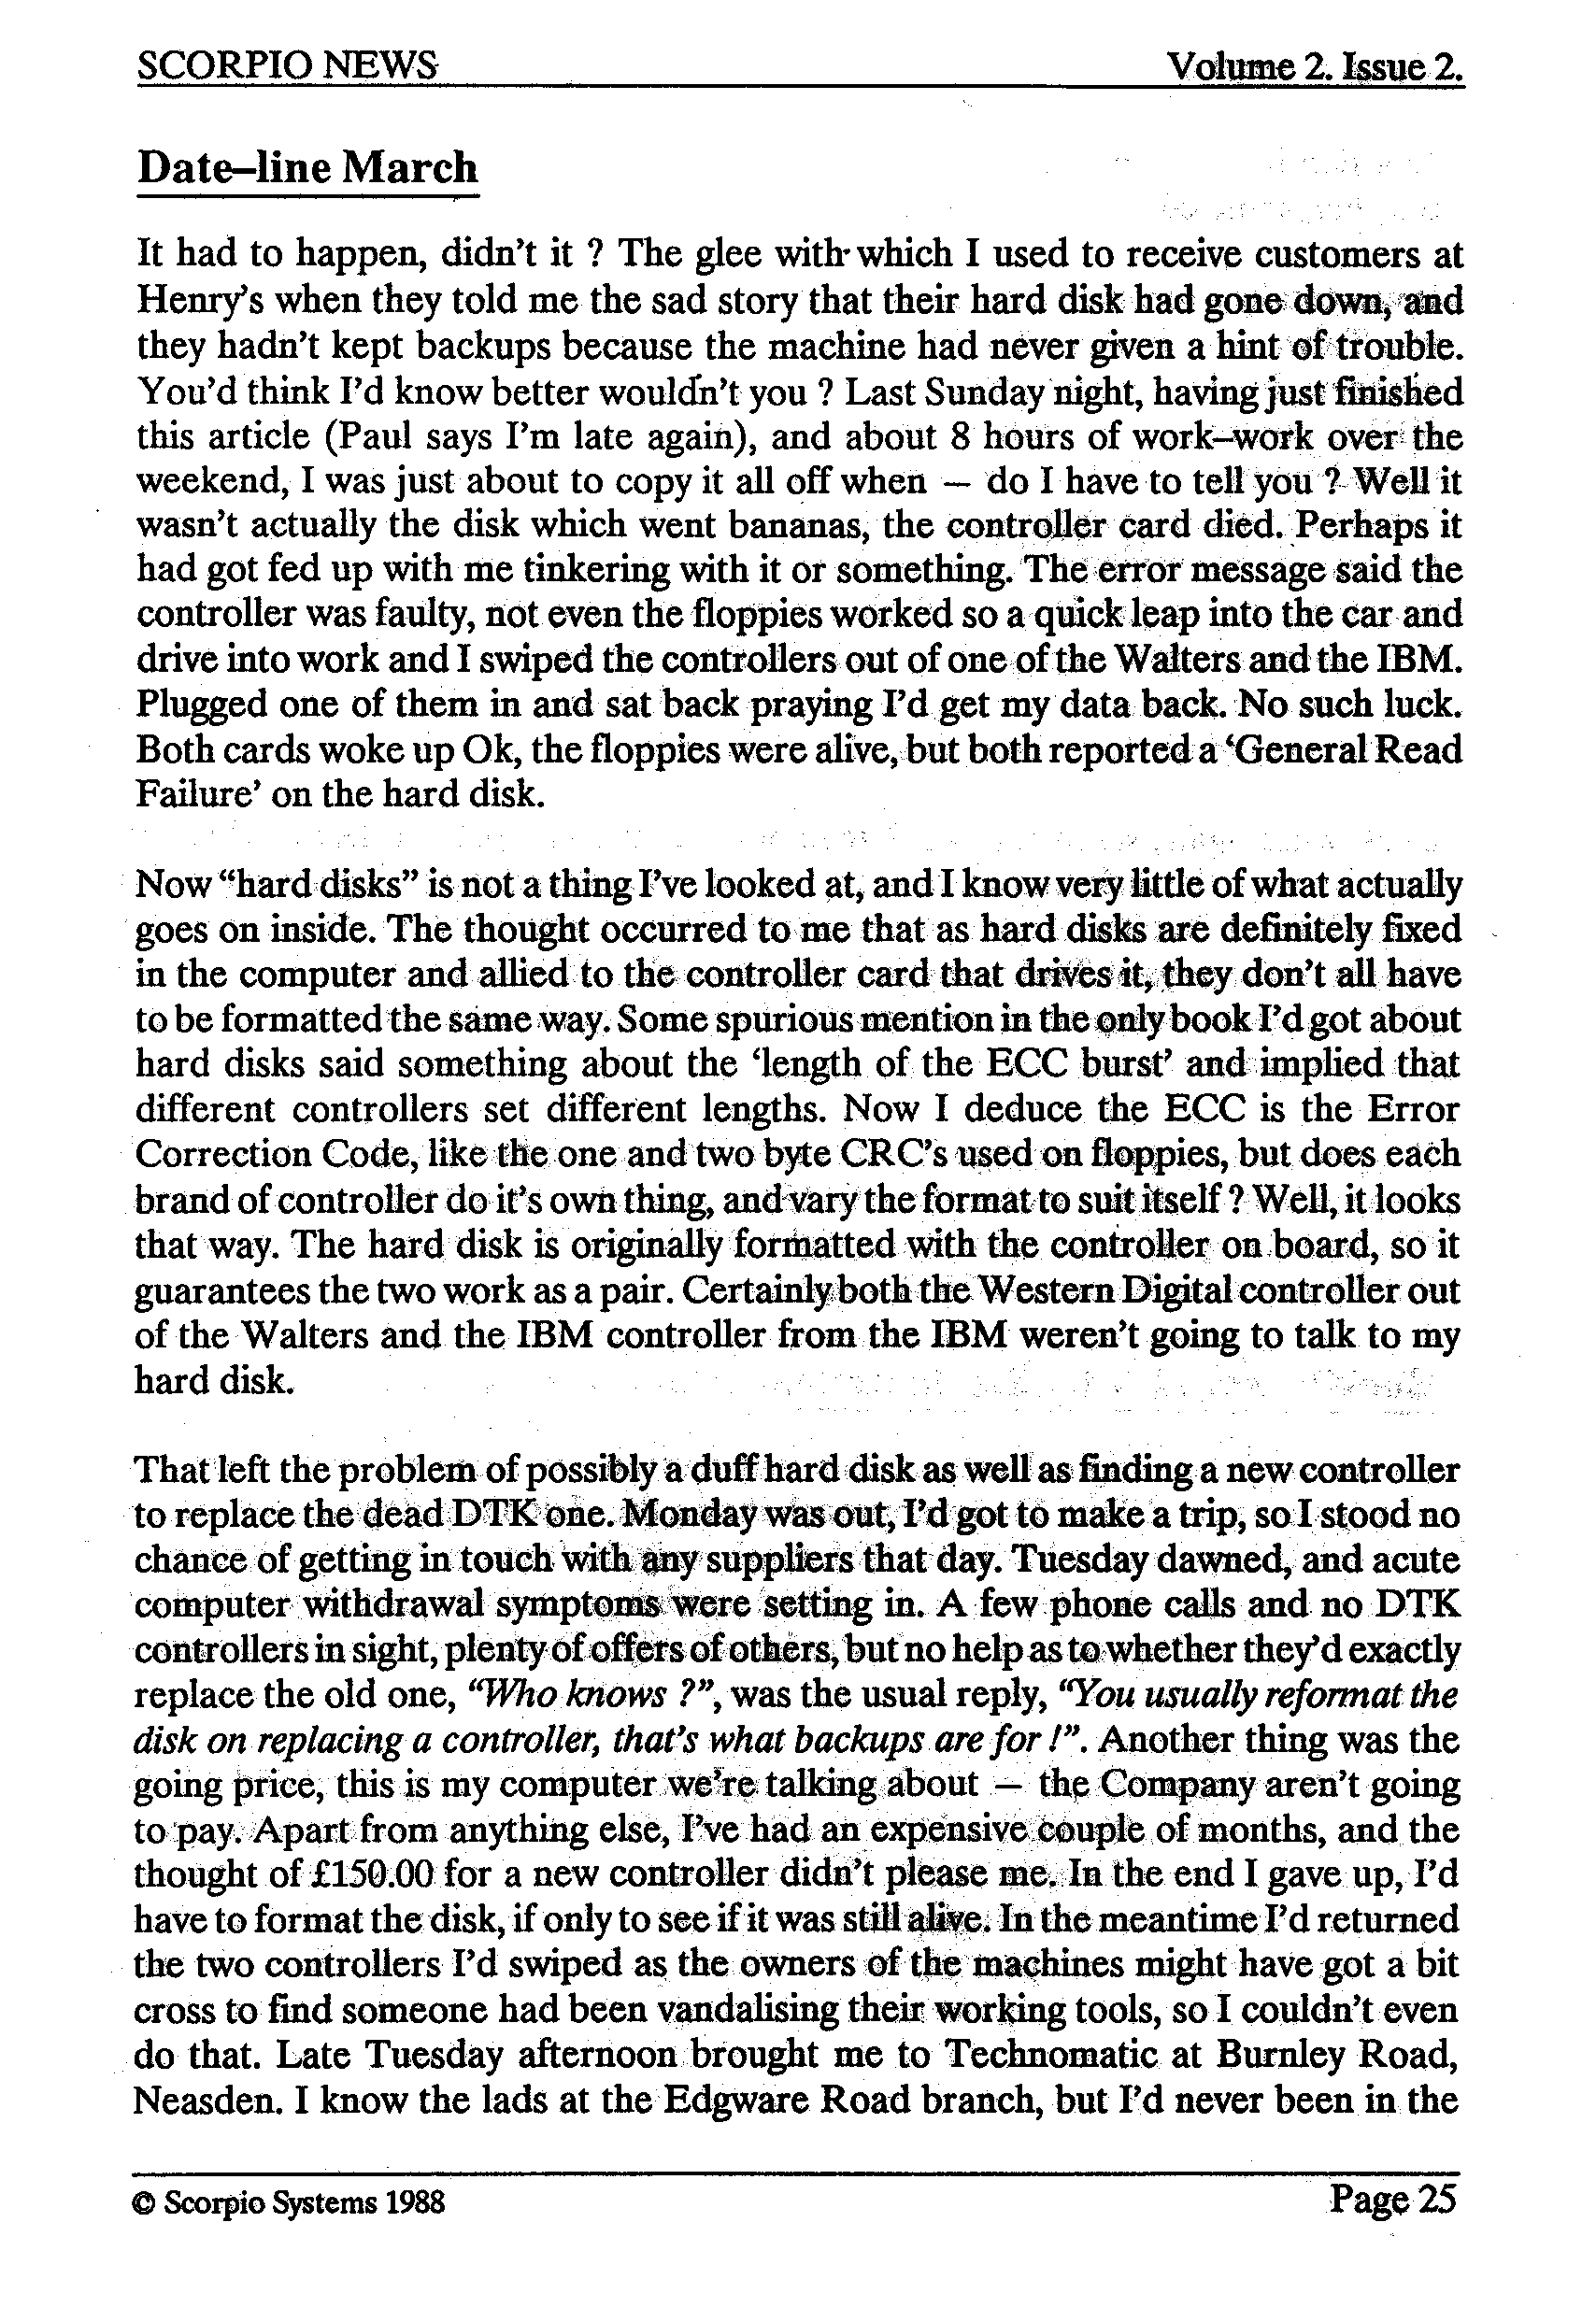 SCORPIO NEWS Volume 2. Issue 2.
Date–line March
It had to happen, didn't it ? The glee with which I used to receive customers at
Henry's when they told me the sad story that their hard disk had gone down, and
they hadn't kept backups because the machine had never given a hint of trouble.
You'd think I'd know better wouldn't you ? Last Sunday night, having just finished
this article (Paul says I'm late again), and about 8 hours of work–work over the
weekend, I was just about to copy it all off when — do I have to tell you ? Well it
wasn't actually the disk which went bananas, the controller card died. Perhaps it
had got fed up with me tinkering with it or something. The error message said the
controller was faulty, not even the floppies worked so a quick leap into the car and
drive into work and I swiped the controllers out of one of the Walters and the IBM.
Plugged one of them in and sat back praying I'd get my data back. No such luck.
Both cards woke up Ok, the floppies were alive, but both reported a 'General Read
Failure' on the hard disk.
Now "hard disks" is not a thing I've looked at, and I know very little of what actually
goes on inside. The thought occurred to me that as hard disks are definitely fixed
in the computer and allied to the controller card that drives it, they don't all have
to be formatted the same way. Some spurious mention in the only book I'd got about
hard disks said something about the 'length of the ECC burst' and implied that
different controllers set different lengths. Now I deduce the ECC is the Error
Correction Code, like the one and two byte CRC's used on floppies, but does each
brand of controller do it's own thing, and vary the format to suit itself ? Well, it looks
that way. The hard disk is originally formatted with the controller on board, so it
guarantees the two work as a pair. Certainly both the Western Digital controller out
of the Walters and the IBM controller from the IBM weren't going to talk to my
hard disk.
That left the problem of possibly a duff hard disk as well as finding a new controller
to replace the dead DTK one. Monday was out, I'd got to make a trip, so I stood no
chance of getting in touch with any suppliers that day. Tuesday dawned, and acute
computer withdrawal symptoms were setting in. A few phone calls and no DTK
controllers in sight, plenty of offers of others, but no help as to whether they'd exactly
replace the old one, "Who knows ?", was the usual reply, "You usually reformat the
disk on replacing a controller, that's what backups are for !". Another thing was the
going price, this is my computer we're talking about — the Company aren't going
to pay. Apart from anything else, I've had an expensive couple of months, and the
thought of £150.00 for a new controller didn't please me. In the end I gave up, I'd
have to format the disk, if only to see if it was still alive. In the meantime I'd returned
the two controllers I'd swiped as the owners of the machines might have got a bit
cross to find someone had been vandalising their working tools, so I couldn't even
do that. Late Tuesday afternoon brought me to Technomatic at Burnley Road,
Neasden. I know the lads at the Edgware Road branch, but I'd never been in the
© Scorpio Systems 1988 Page 25